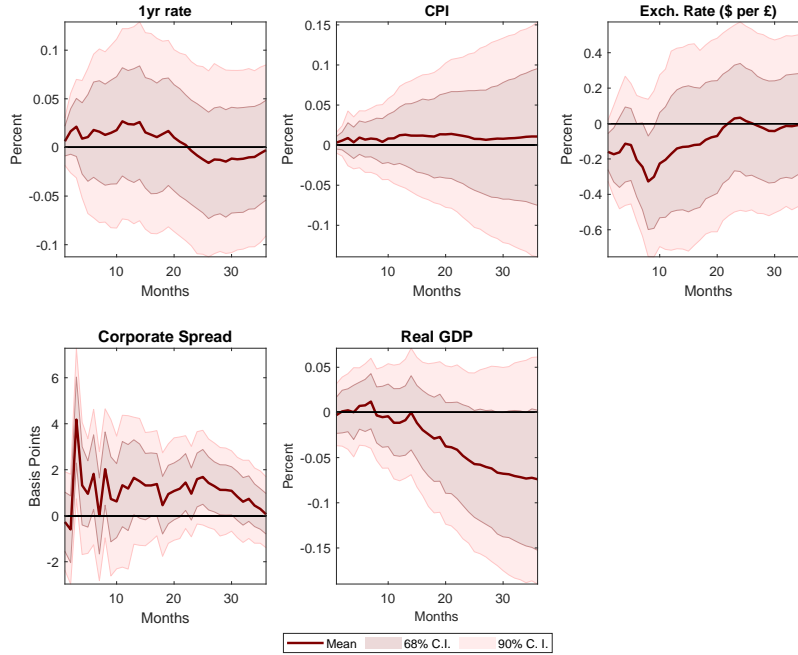 1yr rate
0.1
0.05
0
-0.05
-0.1
Percent
10 20 30
Months
CPI
0.15
0.1
0.05
0
-0.05
-0.1
Percent
10 20 30
Months
Exch. Rate ($ per £)
0.4
0.2
0
-0.2
-0.4
-0.6
Percent
10 20 30
Months
Corporate Spread
6
4
2
0
-2
Basis Points
10 20 30
Months
Real GDP
0.05
0
-0.05
-0.1
-0.15
Percent
10 20 30
Months
Mean 68% C.I. 90% C. I.